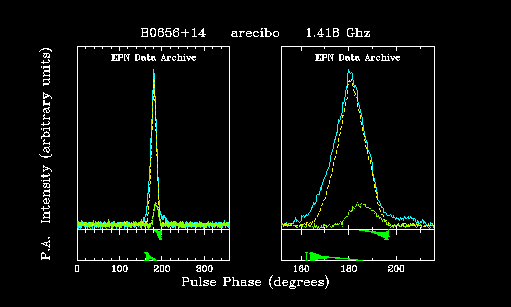 B0656+14 arecibo 1.418 Ghz
EPN Data Archive EPN Data Archive
P.A. Intensity (arbitrary units)
0 100 200 300 160 180 200
Pulse Phase (degrees)